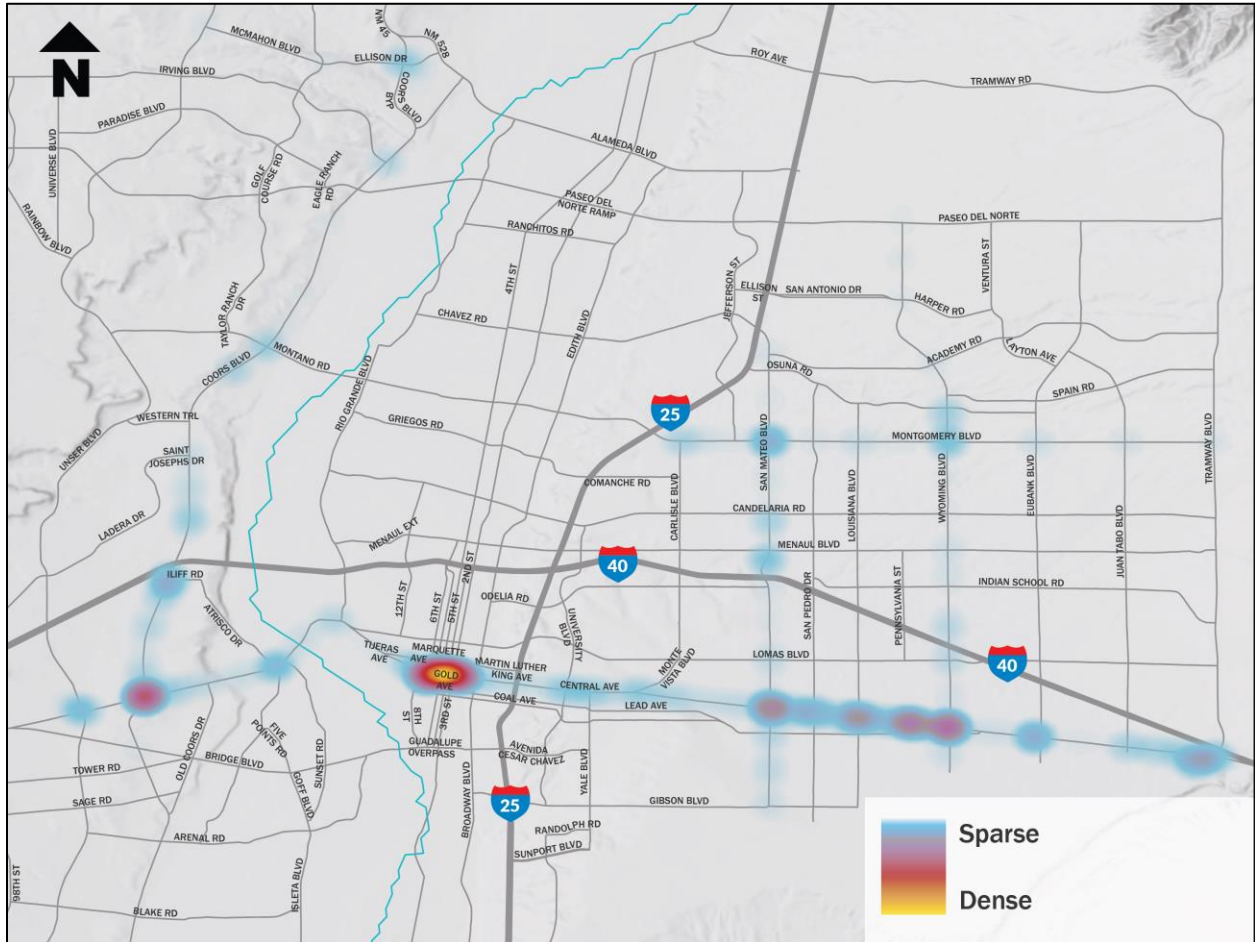 N
NM 45
NM 528
MCMAHON BLVD
ELLISON DR
ROY AVE
IRVING BLVD
TRAMWAY RD
COORS
BYP
BLVD
PARADISE BLVD
UNIVERSE BLVD
ALAMEDA BLVD
GOLF
COURSE RD
EAGLE RANCH
RD
RAINBOW BLVD
PASEO DEL
NORTE RAMP
PASEO DEL NORTE
RANCHITOS RD
4TH ST
JEFFERSON ST
VENTURA ST
ELLISON
ST
SAN ANTONIO DR
HARPER RD
TAYLOR RANCH
DR
CHAVEZ RD
EDITH BLVD
ACADEMY RD
LAYTON AVE
MONTANO RD
COORS BLVD
OSUNA RD
SPAIN RD
RIO GRANDE BLVD
25
WESTERN TRL
GRIEGOS RD
MONTGOMERY BLVD
UNSER BLVD
SAINT
JOSEPHS DR
SAN MATEO BLVD
TRAMWAY BLVD
COMANCHE RD
CARLISLE BLVD
LOUISIANA BLVD
WYOMING BLVD
EUBANK BLVD
LADERA DR
CANDELARIA RD
JUAN TABO BLVD
MENAUL EXT
MENAUL BLVD
2ND ST
40
ILIFF RD
INDIAN SCHOOL RD
12TH ST
6TH ST
5TH ST
ODELIA RD
SAN PEDRO DR
PENNSYLVANIA ST
ATRISCO DR
UNIVERSITY
BLVD
TIJERAS
AVE
MARQUETTE
AVE
MARTIN LUTHER
KING AVE
MONTE
VISTA BLVD
LOMAS BLVD
40
GOLD
AVE
CENTRAL AVE
COAL AVE
LEAD AVE
8TH
ST
3RD ST
OLD COORS DR
FIVE
POINTS RD
SUNSET RD
GUADALUPE
OVERPASS
AVENIDA
CESAR CHAVEZ
BRIDGE BLVD
YALE BLVD
TOWER RD
GOFF BLVD
BROADWAY BLVD
SAGE RD
25
GIBSON BLVD
ARENAL RD
RANDOLPH RD
SUNPORT BLVD
98TH ST
ISLETA BLVD
BLAKE RD
Sparse
Dense